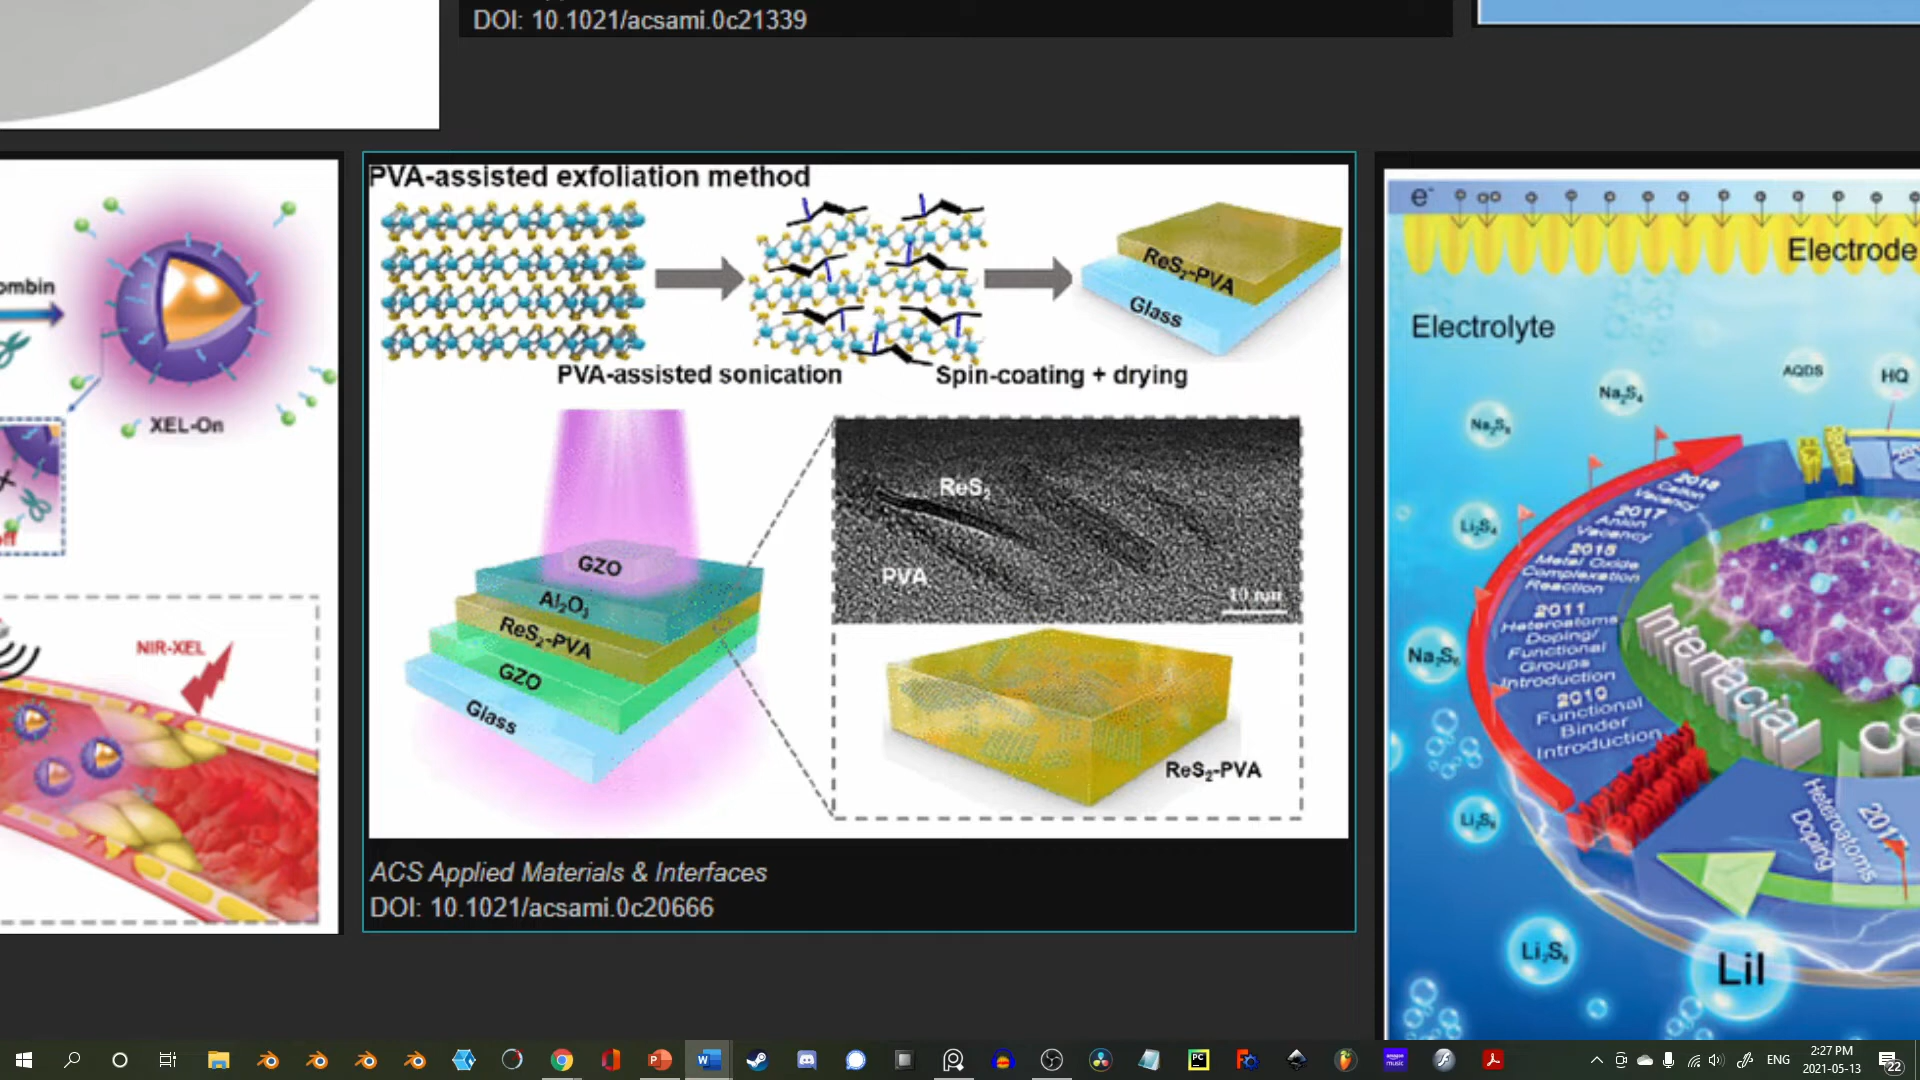 DOI: 10.1021/acsami.0c21339
PVA-assisted exfoliation method
ReS2-PVA
Glass
PVA-assisted sonication
Spin-coating + drying
GZO
Al2O3
ReS2-PVA
GZO
Glass
ReS2
PVA
10 nm
ReS2-PVA
ACS Applied Materials & Interfaces
DOI: 10.1021/acsami.0c20666
XEL-On
NIR-XEL
e-
Electrode
Electrolyte
AQDS
HQ
Na2S4
Li2S4
2018
Cation
Vacancy
2017
Anion
Vacancy
2015
Metal Oxide
Complexation
Reaction
2011
Heteroatoms
Doping/
Functional
Groups
Introduction
2010
Functional
Binder
Introduction
Interfacial
Heteroatoms
Doping
LiI
ENG
2:27 PM
2021-05-13
22